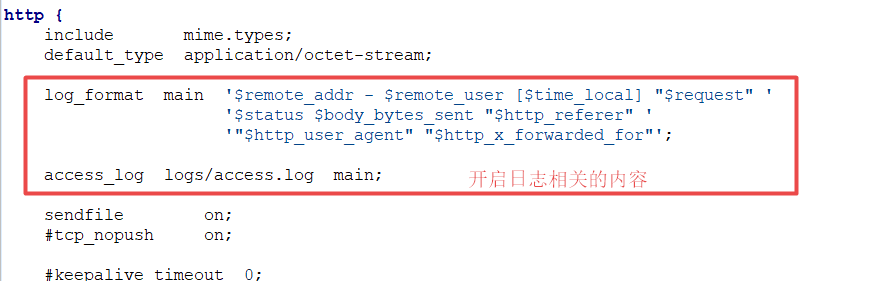 http {
    include       mime.types;
    default_type  application/octet-stream;
    log_format  main  '$remote_addr - $remote_user [$time_local] "$request" '
                      '$status $body_bytes_sent "$http_referer" '
                      '"$http_user_agent" "$http_x_forwarded_for"';
    access_log  logs/access.log  main;        开启日志相关的内容
    sendfile        on;
    #tcp_nopush     on;
    #keepalive_timeout  0;